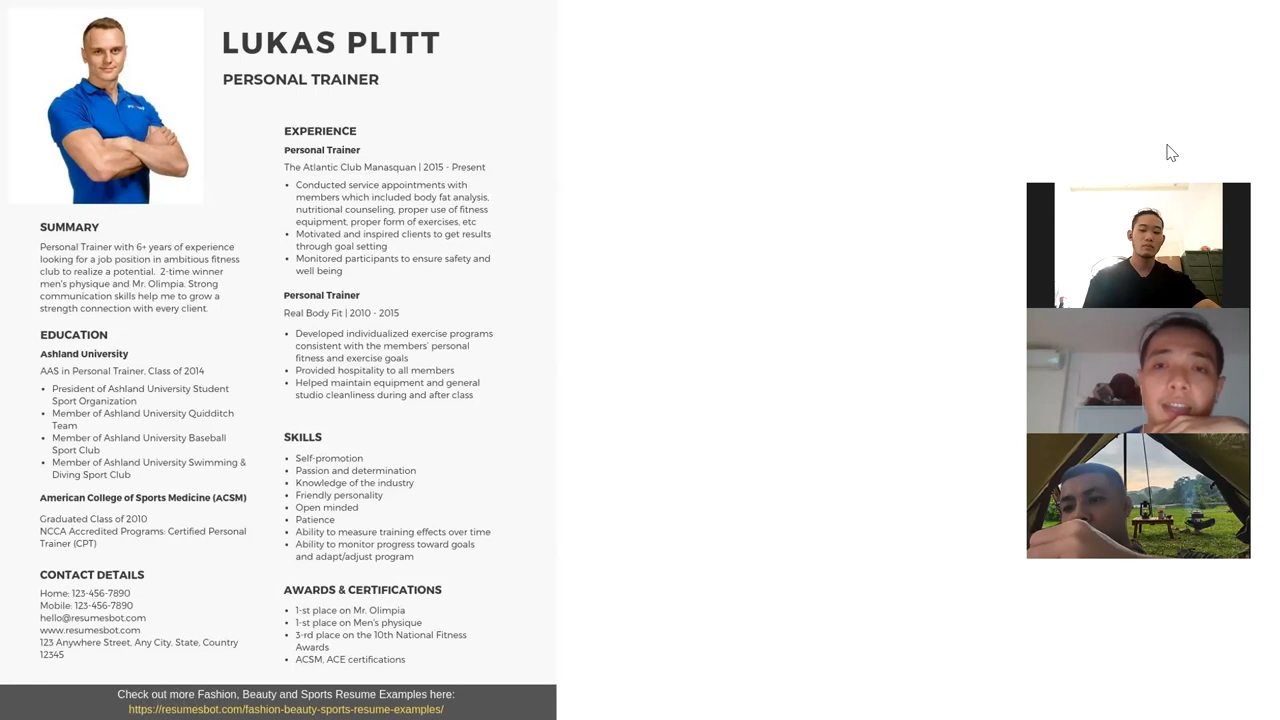 LUKAS PLITT
PERSONAL TRAINER
SUMMARY
Personal Trainer with 6+ years of experience
looking for a job position in ambitious fitness
club to realize a potential. 2-time winner
men's physique and Mr. Olimpia. Strong
communication skills help me to grow a
strength connection with every client.
EDUCATION
Ashland University
AAS in Personal Trainer, Class of 2014
• President of Ashland University Student
Sport Organization
• Member of Ashland University Quidditch
Team
• Member of Ashland University Baseball
Sport Club
• Member of Ashland University Swimming &
Diving Sport Club
American College of Sports Medicine (ACSM)
Graduated Class of 2010
NCCA Accredited Programs: Certified Personal
Trainer (CPT)
CONTACT DETAILS
Home: 123-456-7890
Mobile: 123-456-7890
hello@resumesbot.com
www.resumesbot.com
123 Anywhere Street, Any City, State, Country
12345
EXPERIENCE
Personal Trainer
The Atlantic Club Manasquan | 2015 - Present
• Conducted service appointments with
members which included body fat analysis,
nutritional counseling, proper use of fitness
equipment, proper form of exercises, etc
• Motivated and inspired clients to get results
through goal setting
• Monitored participants to ensure safety and
well being
Personal Trainer
Real Body Fit | 2010 - 2015
• Developed individualized exercise programs
consistent with the members' personal
fitness and exercise goals
• Provided hospitality to all members
• Helped maintain equipment and general
studio cleanliness during and after class
SKILLS
• Self-promotion
• Passion and determination
• Knowledge of the industry
• Friendly personality
• Open minded
• Patience
• Ability to measure training effects over time
• Ability to monitor progress toward goals
and adapt/adjust program
AWARDS & CERTIFICATIONS
• 1-st place on Mr. Olimpia
• 1-st place on Men's physique
• 3-rd place on the 10th National Fitness
Awards
• ACSM, ACE certifications
Check out more Fashion, Beauty and Sports Resume Examples here:
https://resumesbot.com/fashion-beauty-sports-resume-examples/